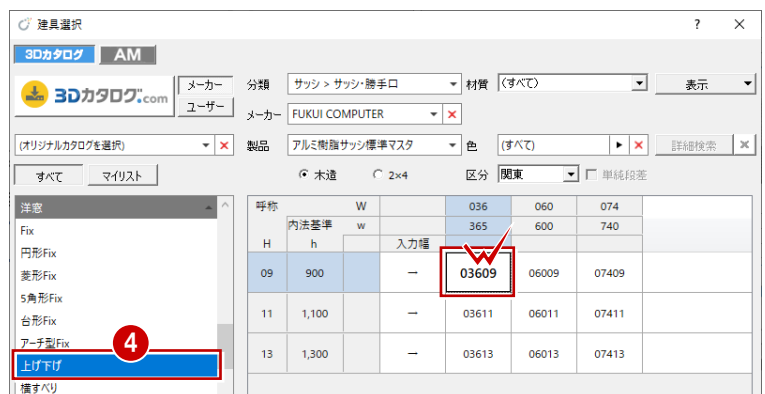 建具選択 ? ×
3Dカタログ AM
3Dカタログ.com メーカー 分類 サッシ > サッシ・勝手口 材質 (すべて) 表示
ユーザー メーカー FUKUI COMPUTER
(オリジナルカタログを選択) 製品 アルミ樹脂サッシ標準マスタ 色 (すべて) 詳細検索
すべて マイリスト 木造 2×4 区分 関東 単純段差
洋窓 呼称 W 036 060 074
Fix 内法基準 w 365 600 740
円形Fix H h 入力幅
菱形Fix 09 900 → 03609 06009 07409
5角形Fix
台形Fix 11 1,100 → 03611 06011 07411
アーチ型Fix 4
上げ下げ 13 1,300 → 03613 06013 07413
横すべり